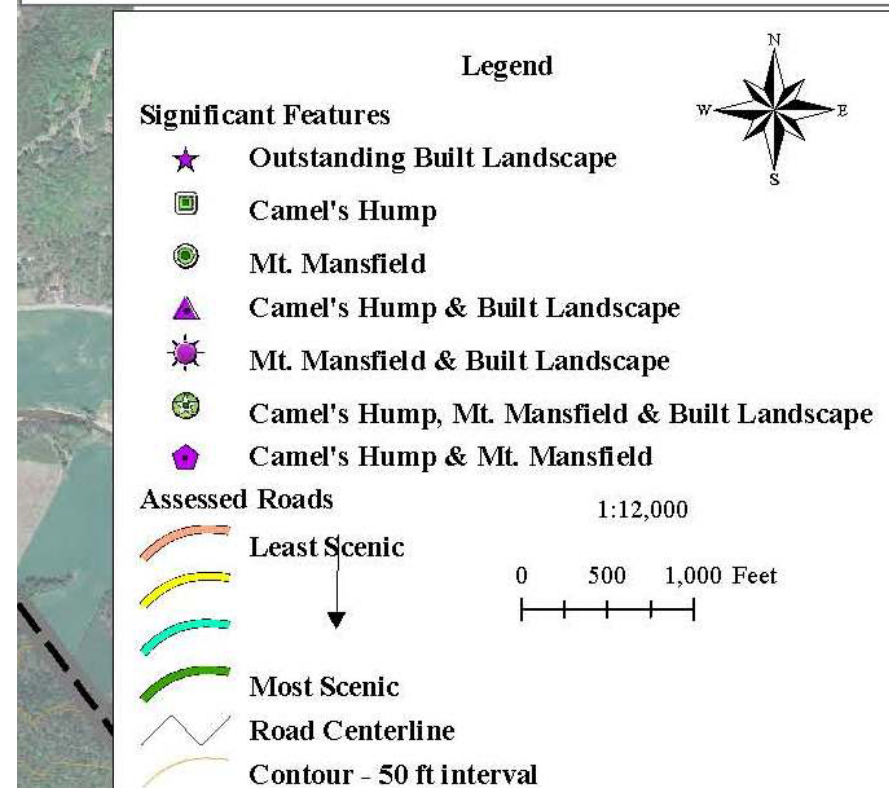 Legend
N
W E
S
Significant Features
Outstanding Built Landscape
Camel's Hump
Mt. Mansfield
Camel's Hump & Built Landscape
Mt. Mansfield & Built Landscape
Camel's Hump, Mt. Mansfield & Built Landscape
Camel's Hump & Mt. Mansfield
Assessed Roads
1:12,000
Least Scenic
0 500 1,000 Feet
Most Scenic
Road Centerline
Contour - 50 ft interval